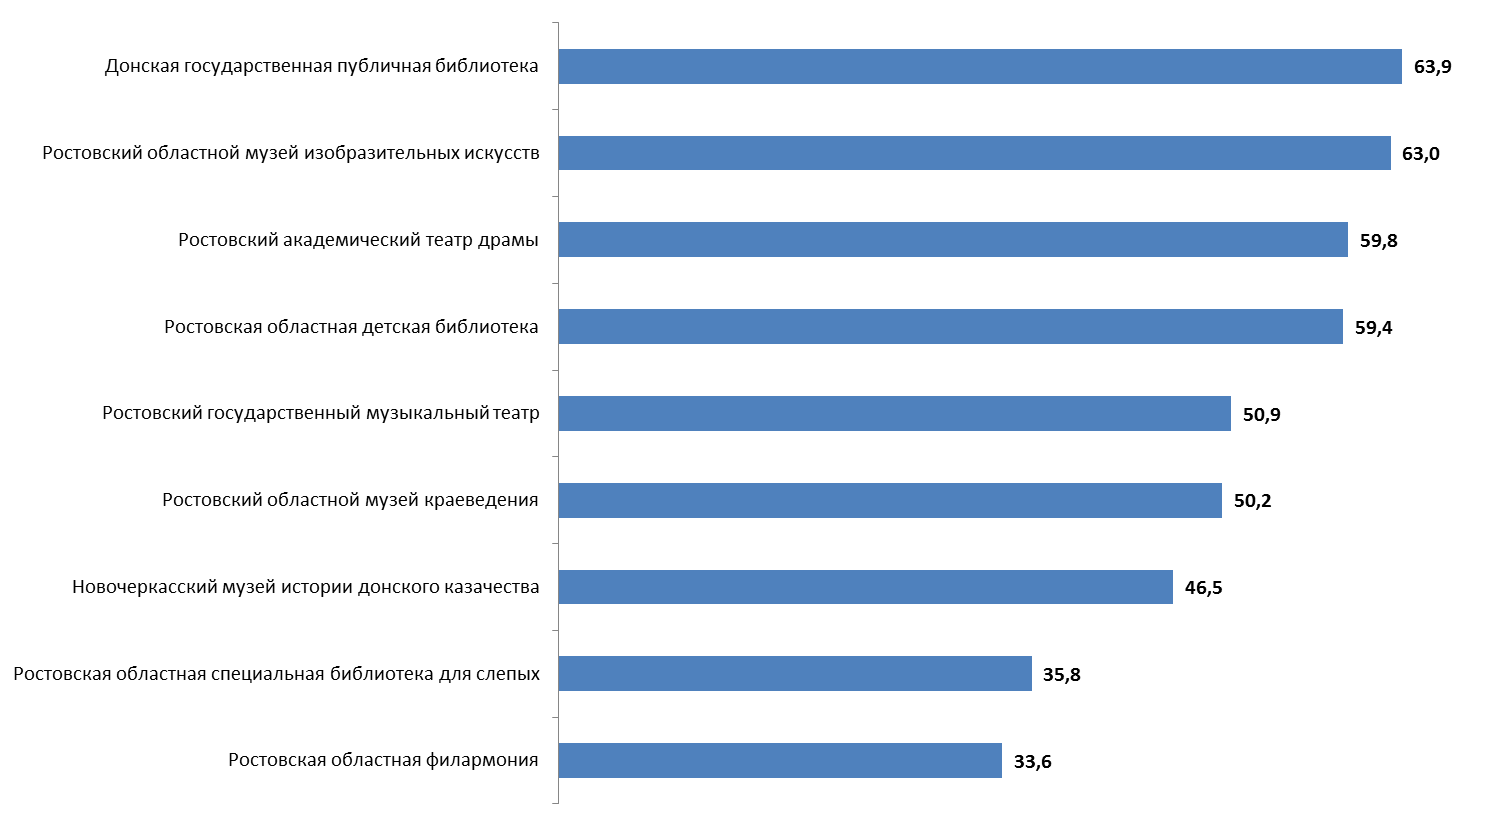 Донская государственная публичная библиотека 63,9
Ростовский областной музей изобразительных искусств 63,0
Ростовский академический театр драмы 59,8
Ростовская областная детская библиотека 59,4
Ростовский государственный музыкальный театр 50,9
Ростовский областной музей краеведения 50,2
Новочеркасский музей истории донского казачества 46,5
Ростовская областная специальная библиотека для слепых 35,8
Ростовская областная филармония 33,6